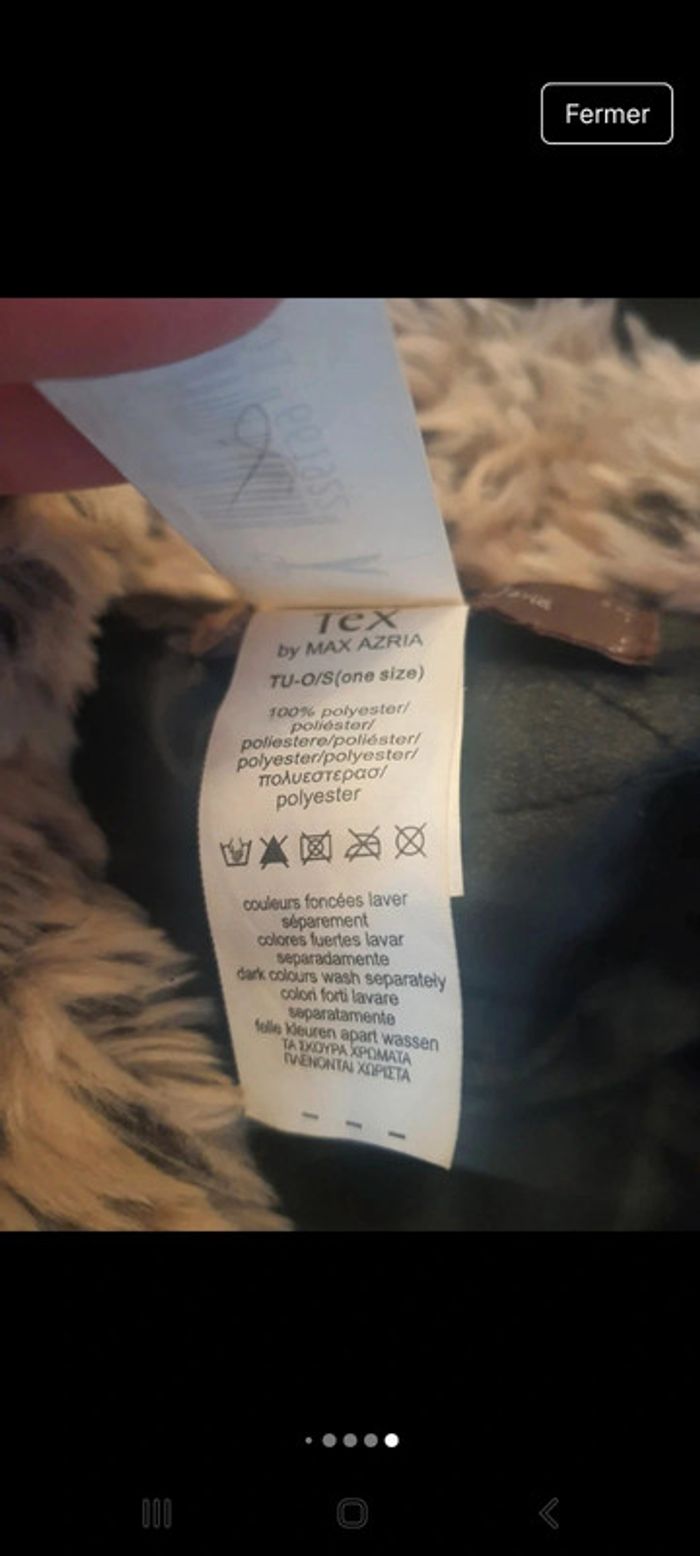 Fermer
Tex
by MAX AZRIA
TU-O/S(one size)
100% polyester/
poliéster/
poliestere/poliéster/
polyester/polyester/
πολυεστερασ/
polyester
couleurs foncées laver
séparement
colores fuertes lavar
separadamente
dark colours wash separately
colori forti lavare
separatamente
felle kleuren apart wassen
ΤΑ ΣΚΟΥΡΑ ΧΡΩΜΑΤΑ
ΠΛΕΝΟΝΤΑΙ ΧΩΡΙΣΤΑ